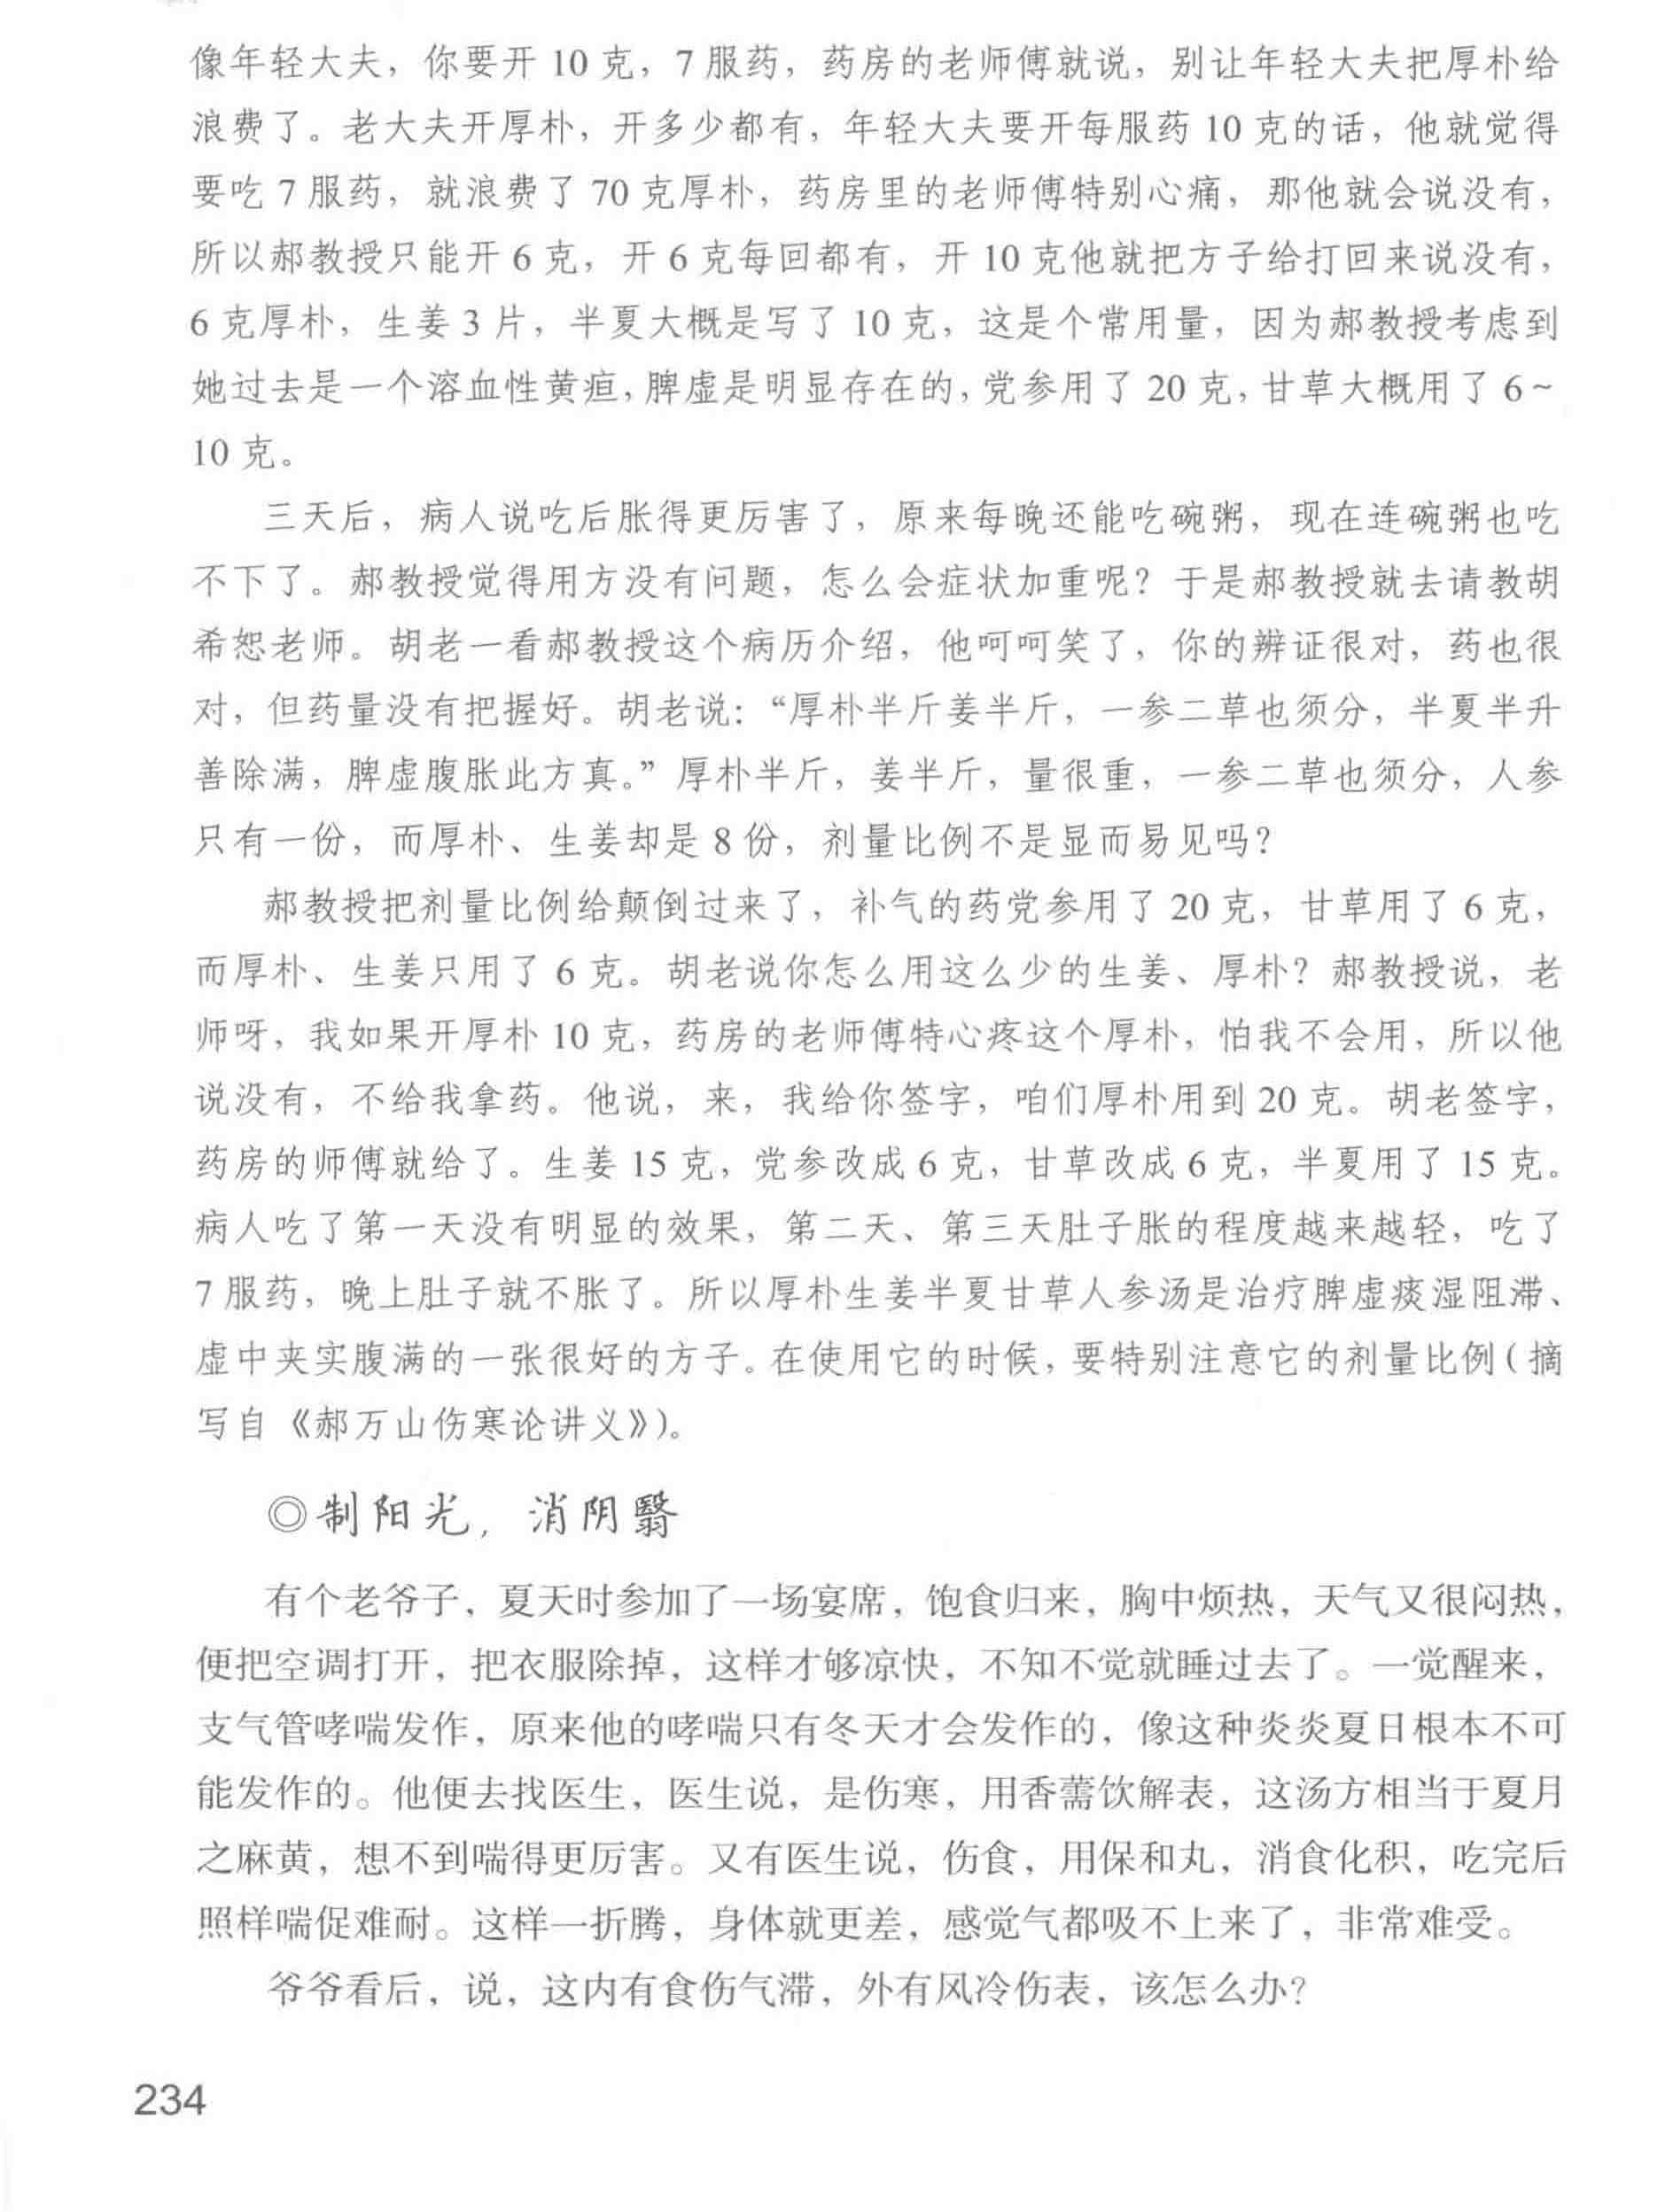 像年轻大夫，你要开 10 克，7 服药，药房的老师傅就说，别让年轻大夫把厚朴给
浪费了。老大夫开厚朴，开多少都有，年轻大夫要开每服药 10 克的话，他就觉得
要吃 7 服药，就浪费了 70 克厚朴，药房里的老师傅特别心痛，那他就会说没有，
所以郝教授只能开 6 克，开 6 克每回都有，开 10 克他就把方子给打回来说没有，
6 克厚朴，生姜 3 片，半夏大概是写了 10 克，这是个常用量，因为郝教授考虑到
她过去是一个溶血性黄疸，脾虚是明显存在的，党参用了 20 克，甘草大概用了 6～
10 克。
三天后，病人说吃后胀得更厉害了，原来每晚还能吃碗粥，现在连碗粥也吃
不下了。郝教授觉得用方没有问题，怎么会症状加重呢？于是郝教授就去请教胡
希恕老师。胡老一看郝教授这个病历介绍，他呵呵笑了，你的辨证很对，药也很
对，但药量没有把握好。胡老说：“厚朴半斤姜半斤，一参二草也须分，半夏半升
善除满，脾虚腹胀此方真。”厚朴半斤，姜半斤，量很重，一参二草也须分，人参
只有一份，而厚朴、生姜却是 8 份，剂量比例不是显而易见吗？
郝教授把剂量比例给颠倒过来了，补气的药党参用了 20 克，甘草用了 6 克，
而厚朴、生姜只用了 6 克。胡老说你怎么用这么少的生姜、厚朴？郝教授说，老
师呀，我如果开厚朴 10 克，药房的老师傅特心疼这个厚朴，怕我不会用，所以他
说没有，不给我拿药。他说，来，我给你签字，咱们厚朴用到 20 克。胡老签字，
药房的师傅就给了。生姜 15 克，党参改成 6 克，甘草改成 6 克，半夏用了 15 克。
病人吃了第一天没有明显的效果，第二天、第三天肚子胀的程度越来越轻，吃了
7 服药，晚上肚子就不胀了。所以厚朴生姜半夏甘草人参汤是治疗脾虚痰湿阻滞、
虚中夹实腹满的一张很好的方子。在使用它的时候，要特别注意它的剂量比例（摘
写自《郝万山伤寒论讲义》）。
◎制阳光，消阴翳
有个老爷子，夏天时参加了一场宴席，饱食归来，胸中烦热，天气又很闷热，
便把空调打开，把衣服除掉，这样才够凉快，不知不觉就睡过去了。一觉醒来，
支气管哮喘发作，原来他的哮喘只有冬天才会发作的，像这种炎炎夏日根本不可
能发作的。他便去找医生，医生说，是伤寒，用香薷饮解表，这汤方相当于夏月
之麻黄，想不到喘得更厉害。又有医生说，伤食，用保和丸，消食化积，吃完后
照样喘促难耐。这样一折腾，身体就更差，感觉气都吸不上来了，非常难受。
爷爷看后，说，这内有食伤气滞，外有风冷伤表，该怎么办？
234